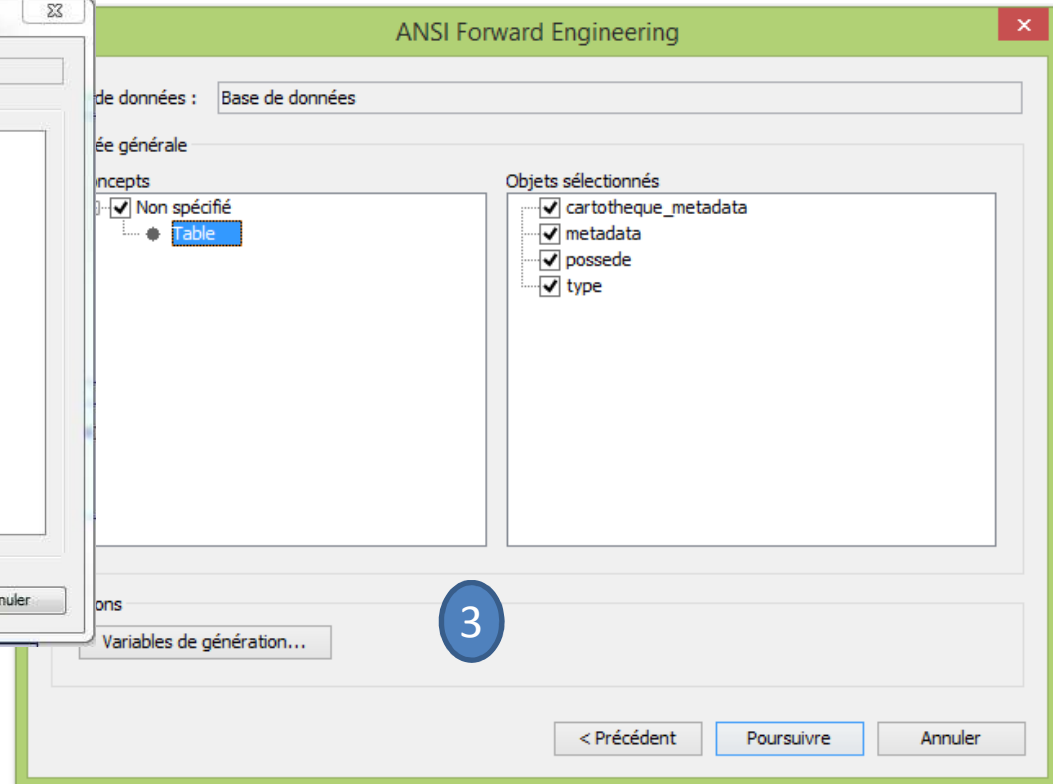 ANSI Forward Engineering
de données : Base de données
ée générale
ncepts
Objets sélectionnés
Non spécifié
Table
cartotheque_metadata
metadata
possede
type
nuler
ons
3
Variables de génération...
< Précédent
Poursuivre
Annuler